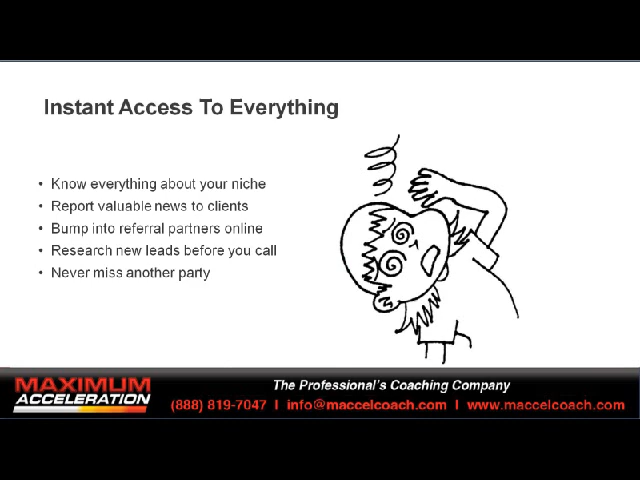 Instant Access To Everything
• Know everything about your niche
• Report valuable news to clients
• Bump into referral partners online
• Research new leads before you call
• Never miss another party
MAXIMUM
ACCELERATION
The Professional's Coaching Company
(888) 819-7047 | info@maccelcoach.com | www.maccelcoach.com